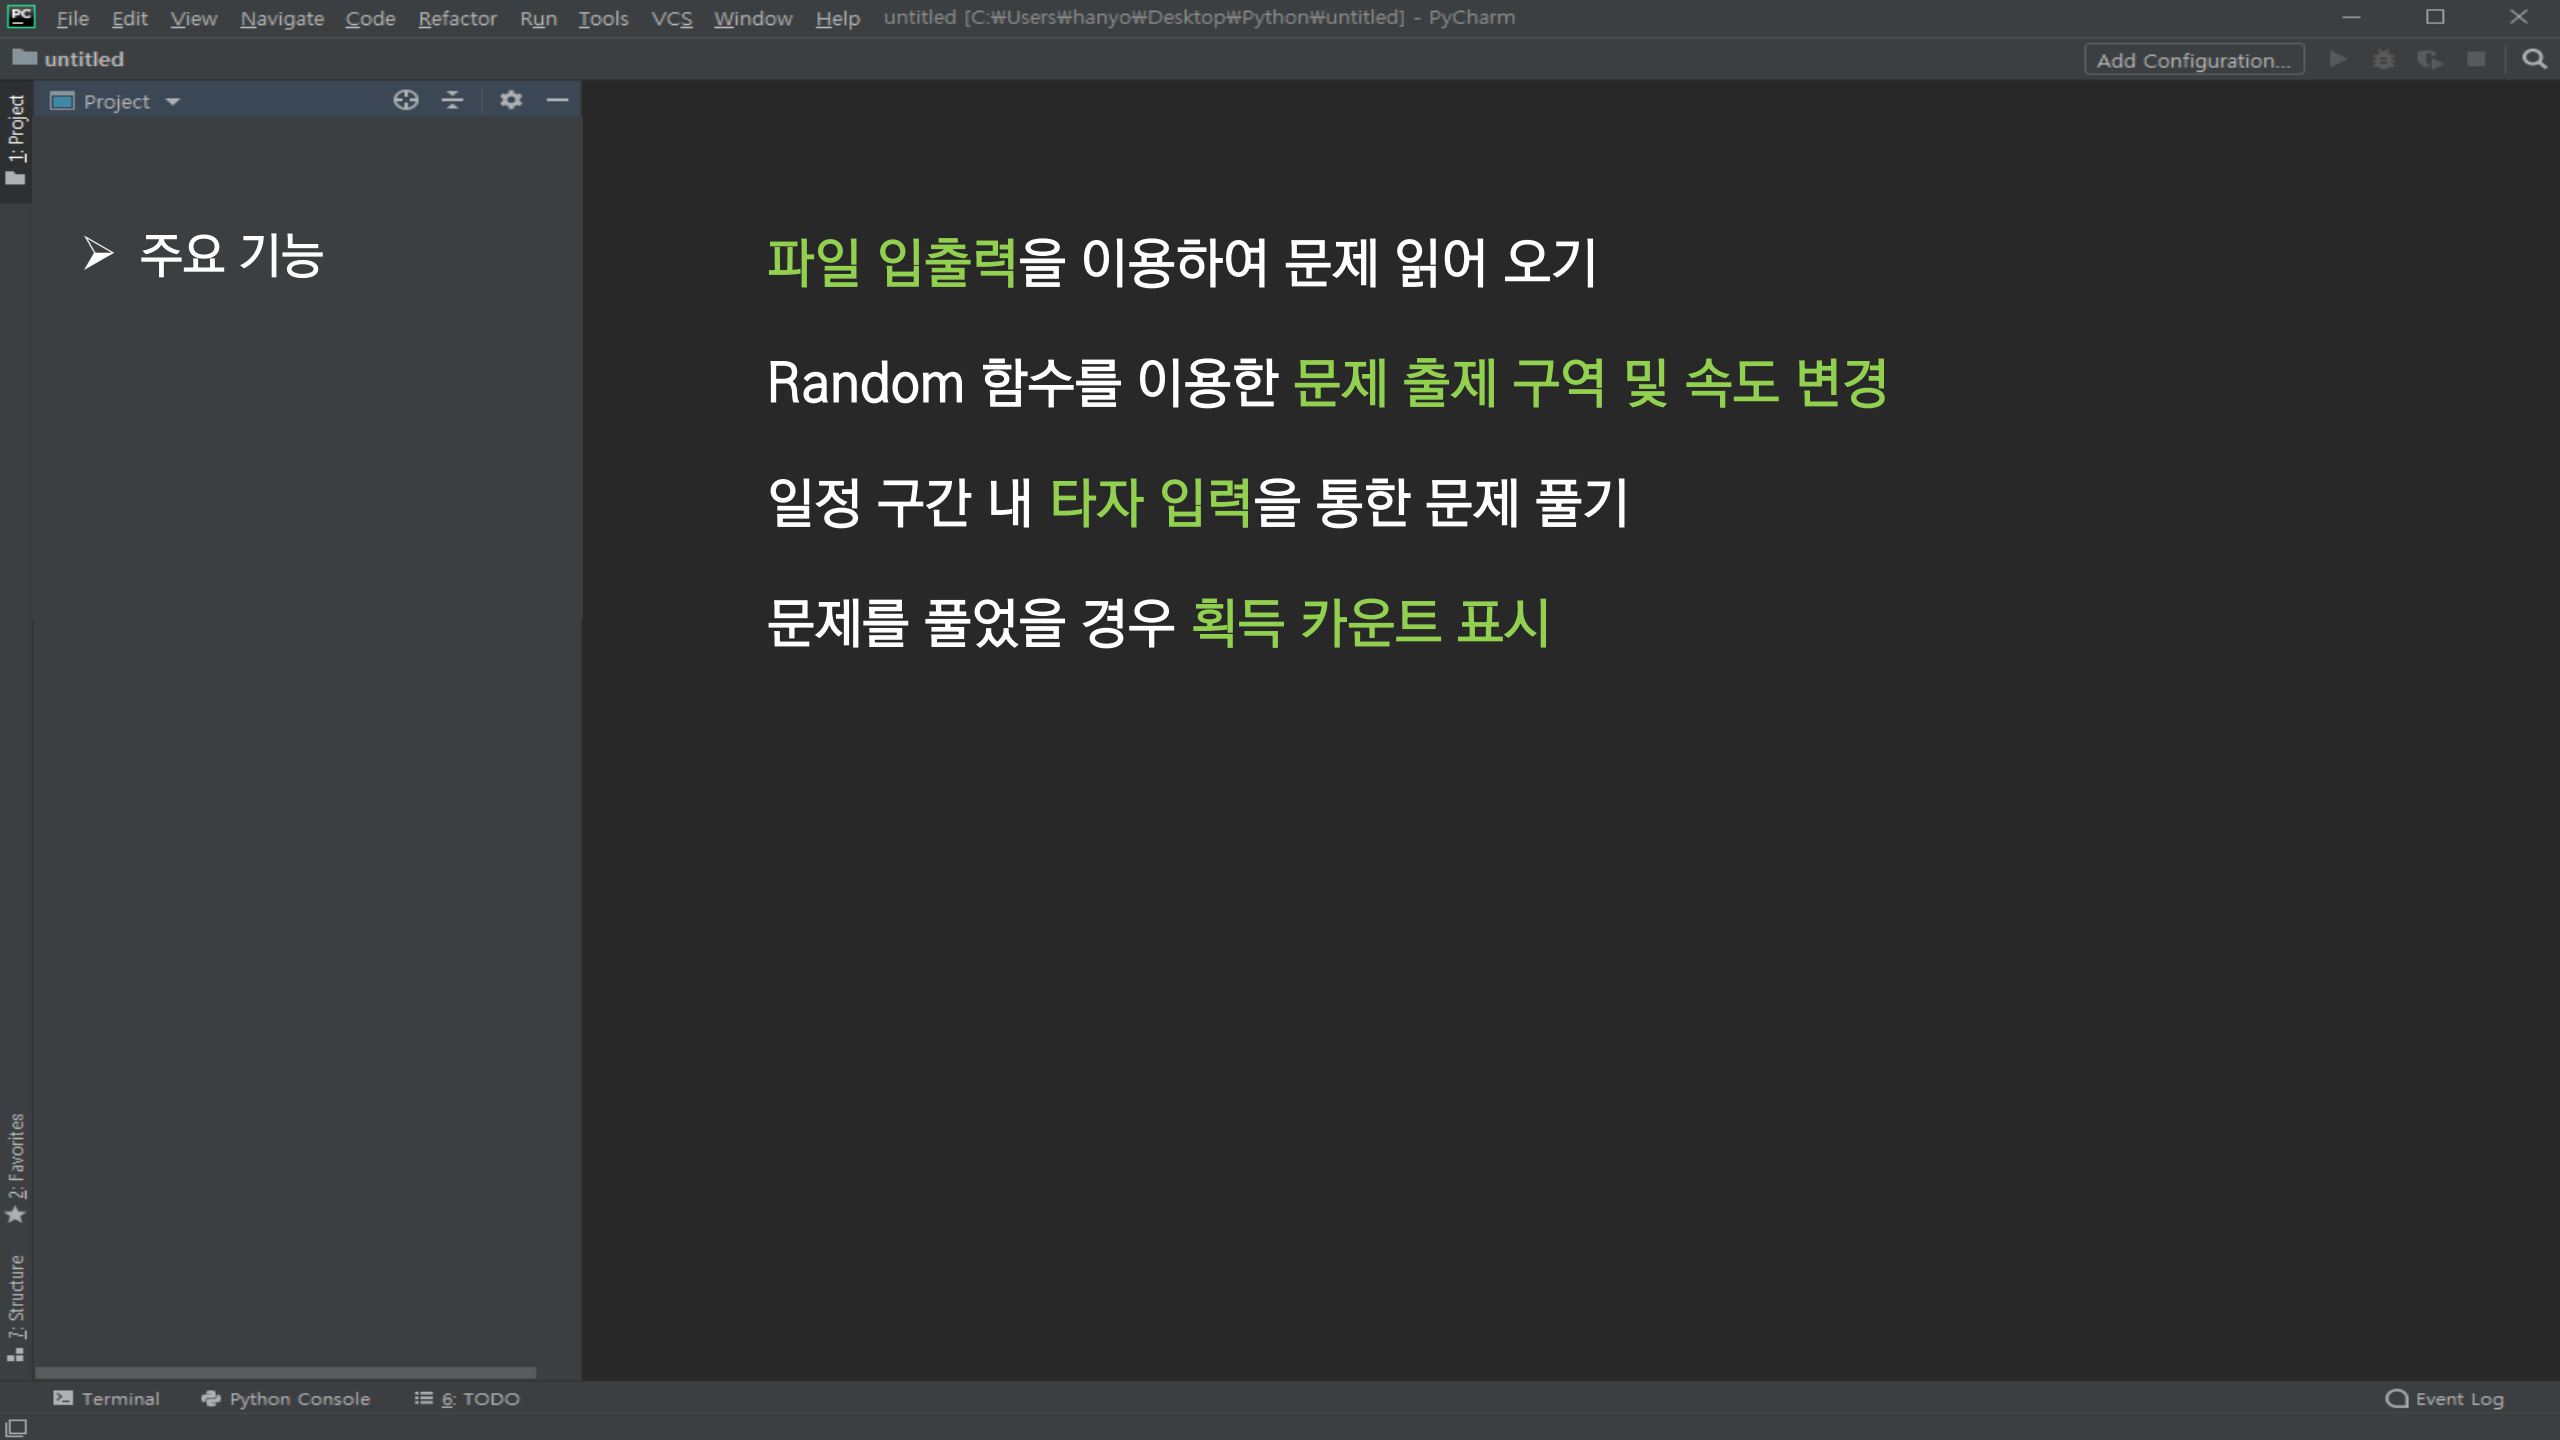 PC File Edit View Navigate Code Refactor Run Tools VCS Window Help untitled [C:₩Users₩hanyo₩Desktop₩Python₩untitled] - PyCharm
untitled
Add Configuration...
Project
1: Project
주요 기능
파일 입출력을 이용하여 문제 읽어 오기
Random 함수를 이용한 문제 출제 구역 및 속도 변경
일정 구간 내 타자 입력을 통한 문제 풀기
문제를 풀었을 경우 획득 카운트 표시
2: Favorites
7: Structure
Terminal Python Console 6: TODO Event Log